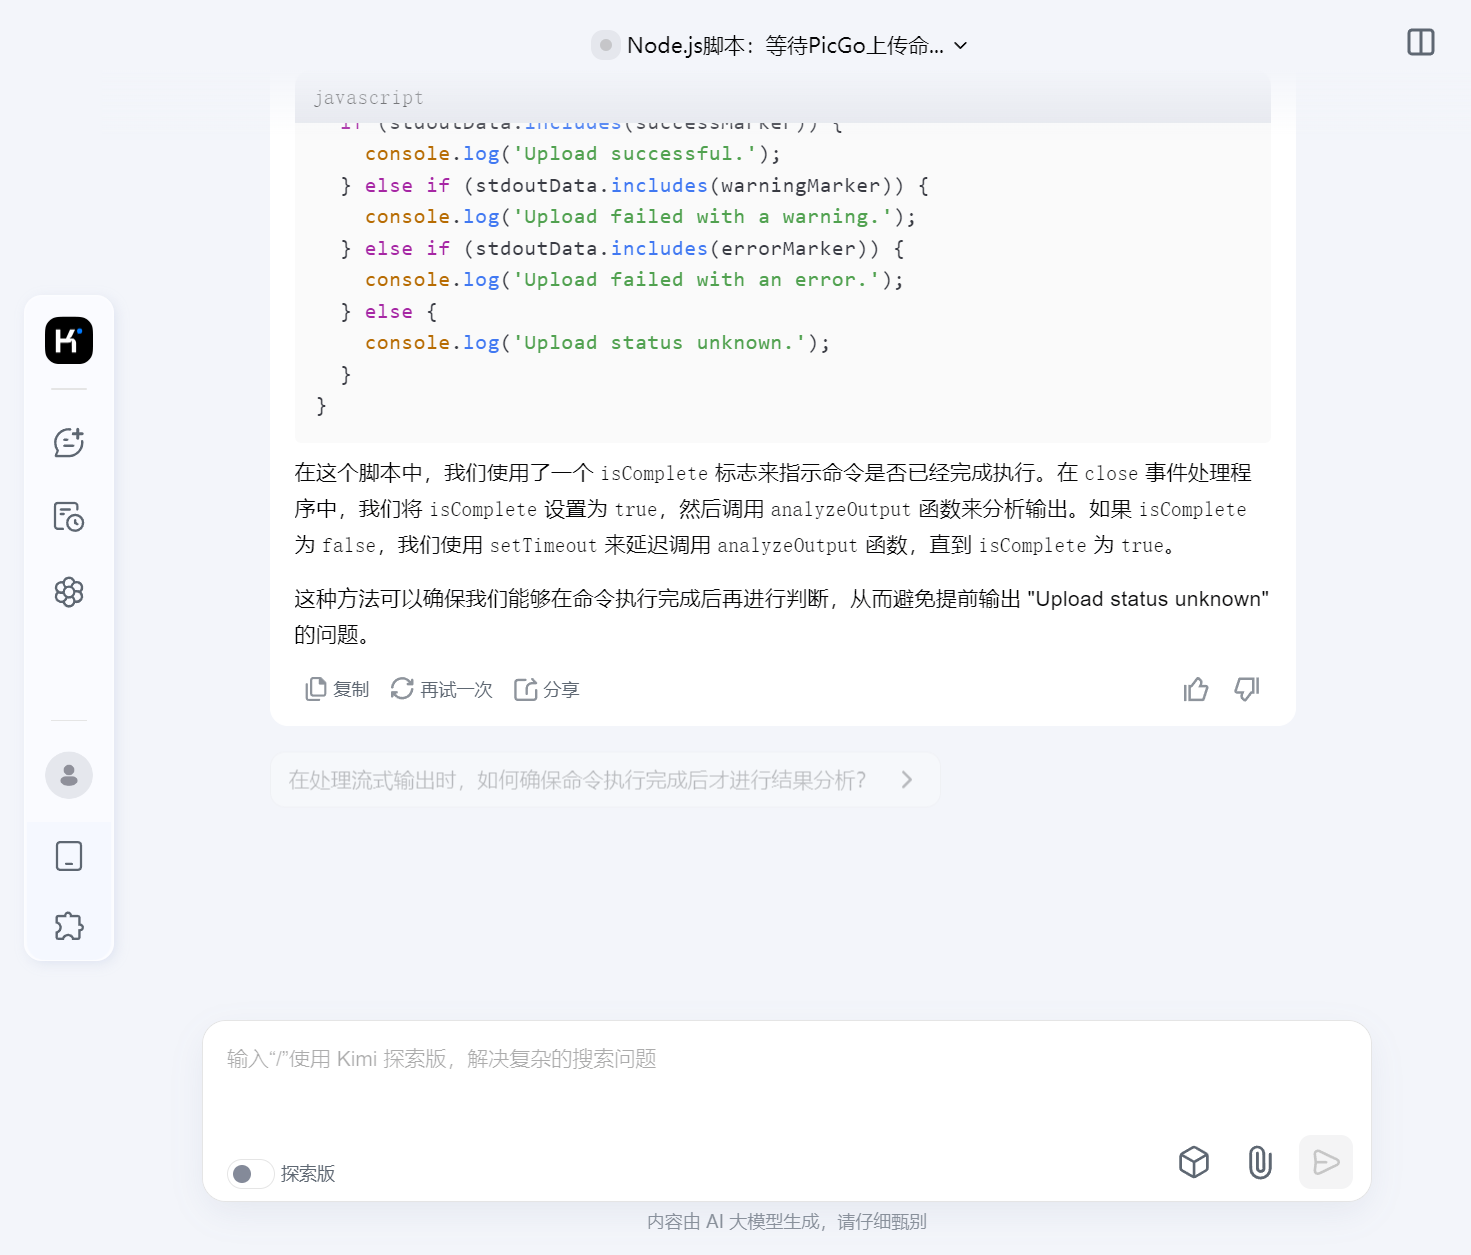 Node.js脚本：等待PicGo上传命...
javascript
if (stdoutData.includes(successMarker)) {
console.log('Upload successful.');
} else if (stdoutData.includes(warningMarker)) {
console.log('Upload failed with a warning.');
} else if (stdoutData.includes(errorMarker)) {
console.log('Upload failed with an error.');
} else {
console.log('Upload status unknown.');
}
}
在这个脚本中，我们使用了一个 isComplete 标志来指示命令是否已经完成执行。在 close 事件处理程
序中，我们将 isComplete 设置为 true，然后调用 analyzeOutput 函数来分析输出。如果 isComplete
为 false，我们使用 setTimeout 来延迟调用 analyzeOutput 函数，直到 isComplete 为 true。
这种方法可以确保我们能够在命令执行完成后再进行判断，从而避免提前输出 "Upload status unknown"
的问题。
复制 再试一次 分享
在处理流式输出时，如何确保命令执行完成后才进行结果分析？
输入“/”使用 Kimi 探索版，解决复杂的搜索问题
探索版
内容由 AI 大模型生成，请仔细甄别